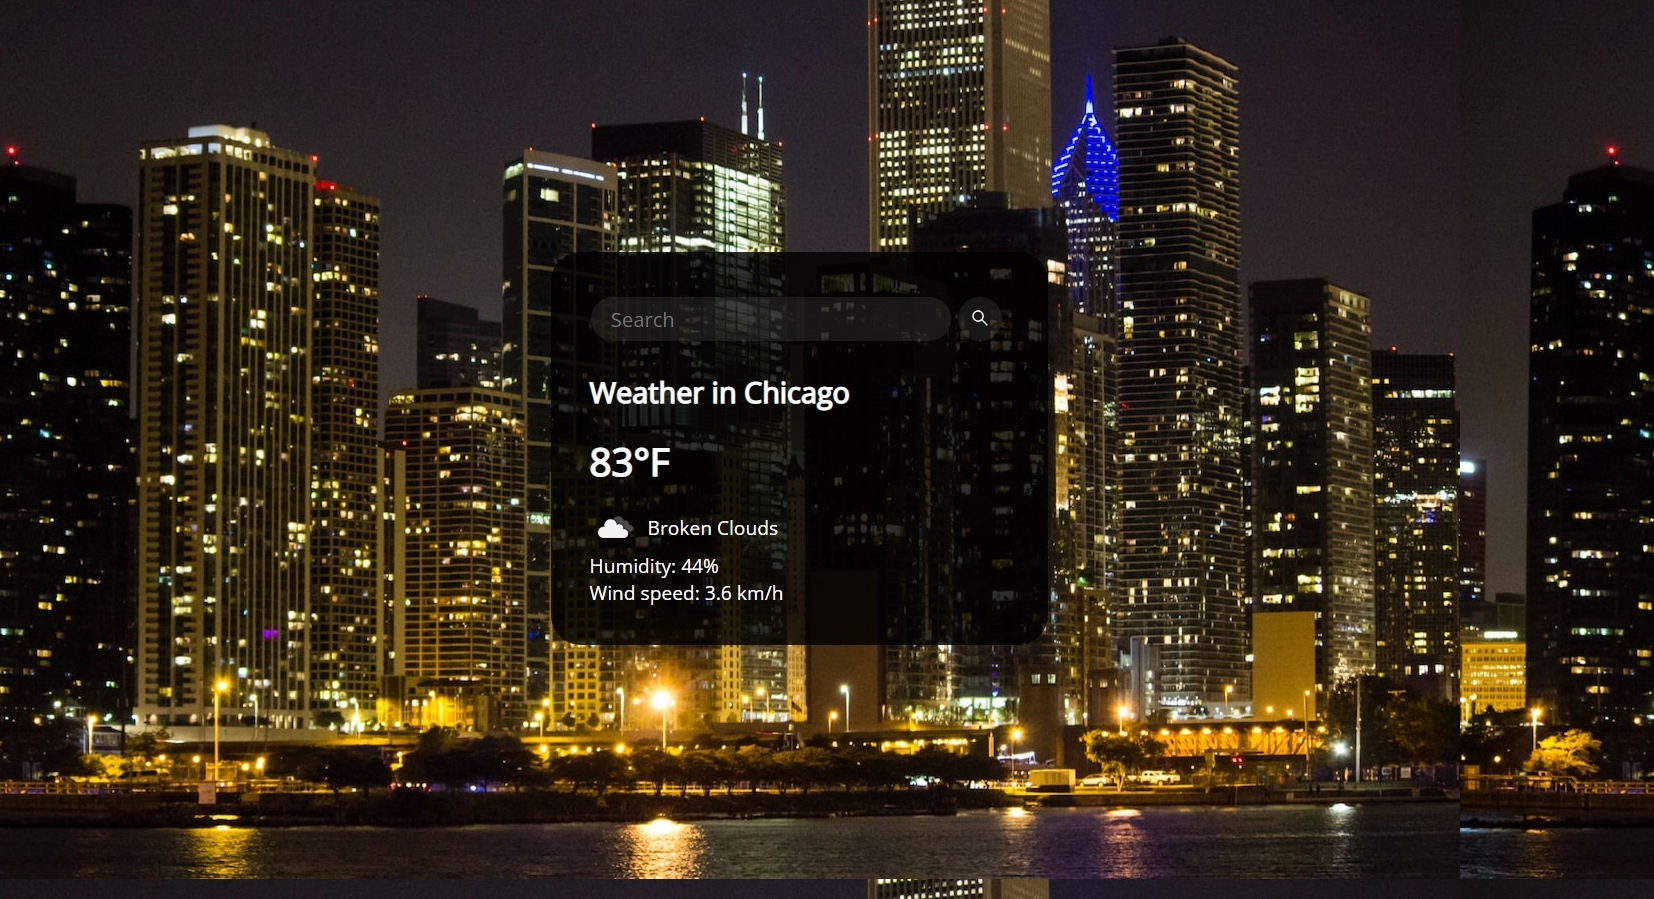 Search
Weather in Chicago
83°F
Broken Clouds
Humidity: 44%
Wind speed: 3.6 km/h